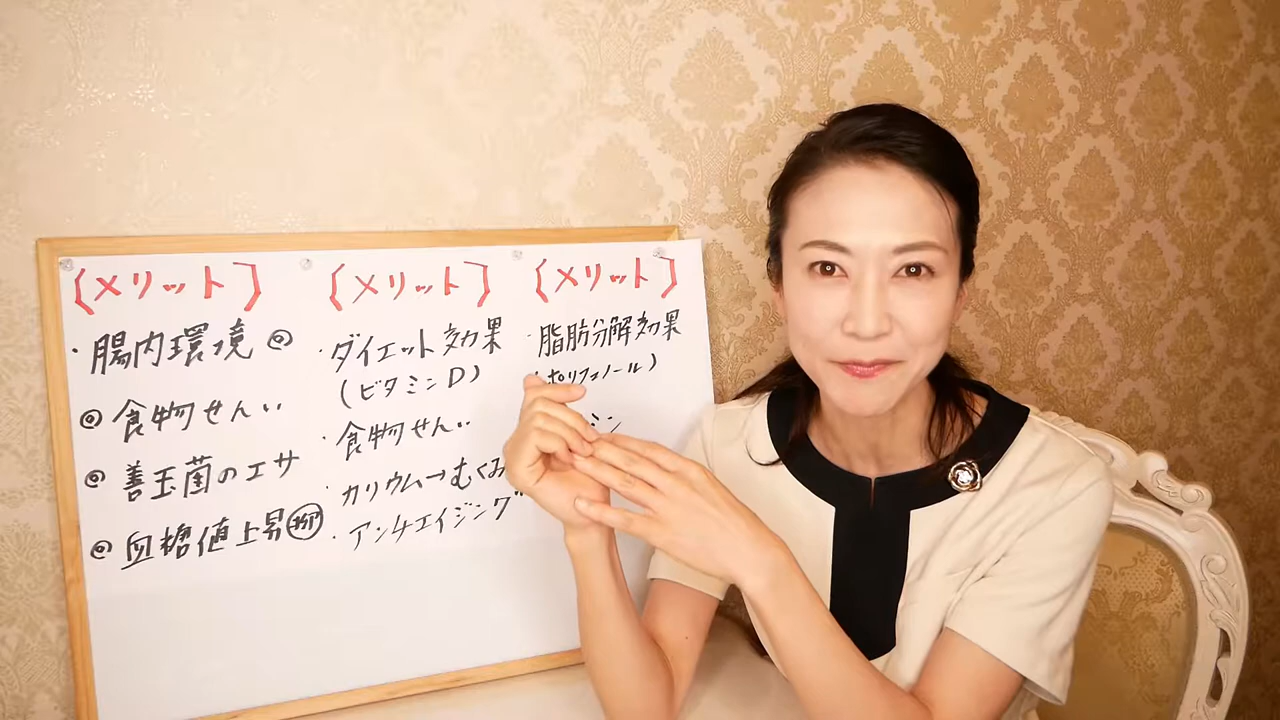 〔メリット〕
・腸内環境 ◎
◎ 食物せんい
◎ 善玉菌のエサ
◎ 血糖値上昇㊥
〔メリット〕
・ダイエット効果
(ビタミンD)
・食物せんい
・カリウム→むくみ
・アンチエイジング
〔メリット〕
・脂肪分解効果
(ポリフェノール)
ミン